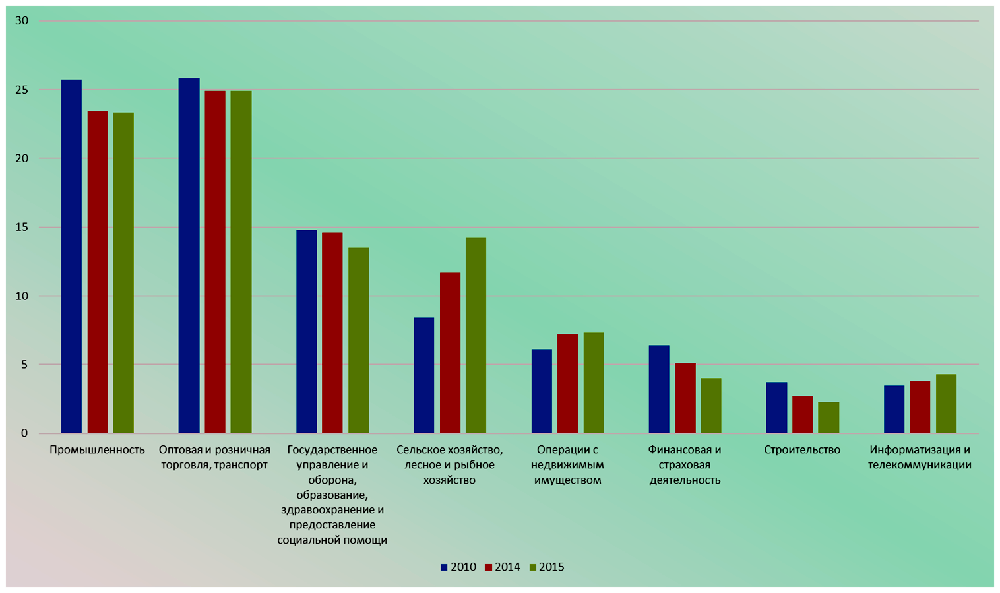 30
25
20
15
10
5
0
Промышленность
Оптовая и розничная
торговля, транспорт
Государственное
управление и
оборона,
образование,
здравоохранение и
предоставление
социальной помощи
Сельское хозяйство,
лесное и рыбное
хозяйство
Операции с
недвижимым
имуществом
Финансовая и
страховая
деятельность
Строительство
Информатизация и
телекоммуникации
2010 2014 2015